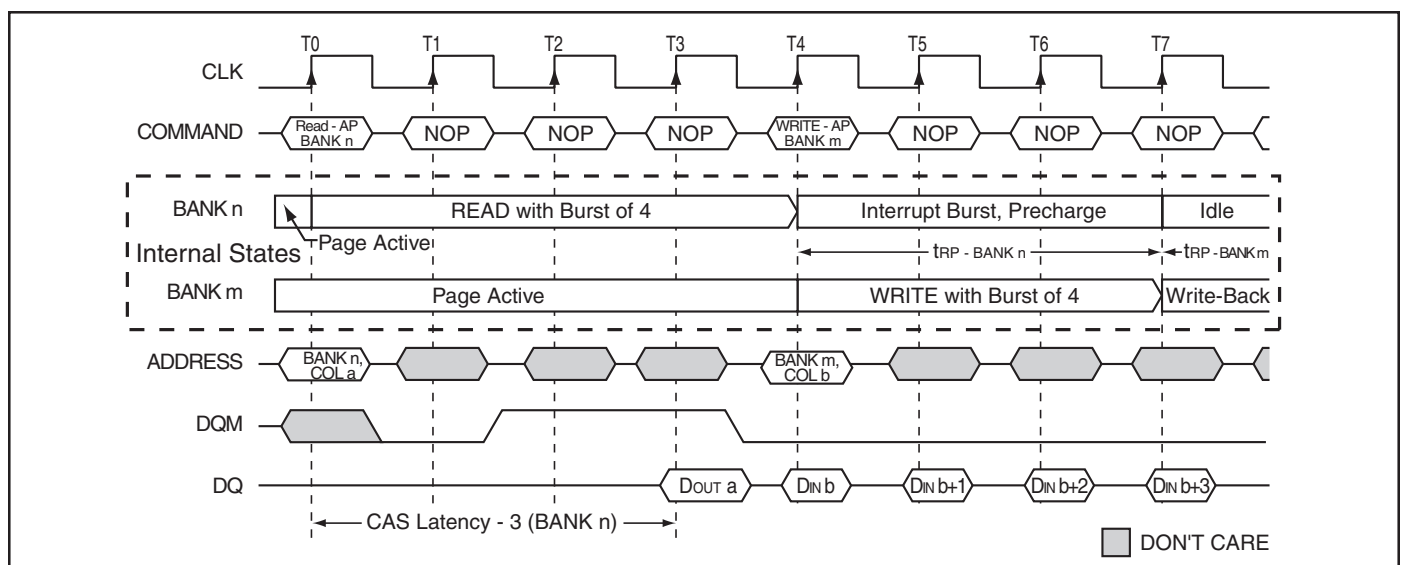 T0 T1 T2 T3 T4 T5 T6 T7
CLK
COMMAND Read - AP BANK n NOP NOP NOP WRITE - AP BANK m NOP NOP NOP
BANK n READ with Burst of 4 Interrupt Burst, Precharge Idle
Page Active tRP - BANK n tRP - BANK m
Internal States
BANK m Page Active WRITE with Burst of 4 Write-Back
ADDRESS BANK n, COL a BANK m, COL b
DQM
DQ DOUT a DIN b DIN b+1 DIN b+2 DIN b+3
CAS Latency - 3 (BANK n)
DON'T CARE